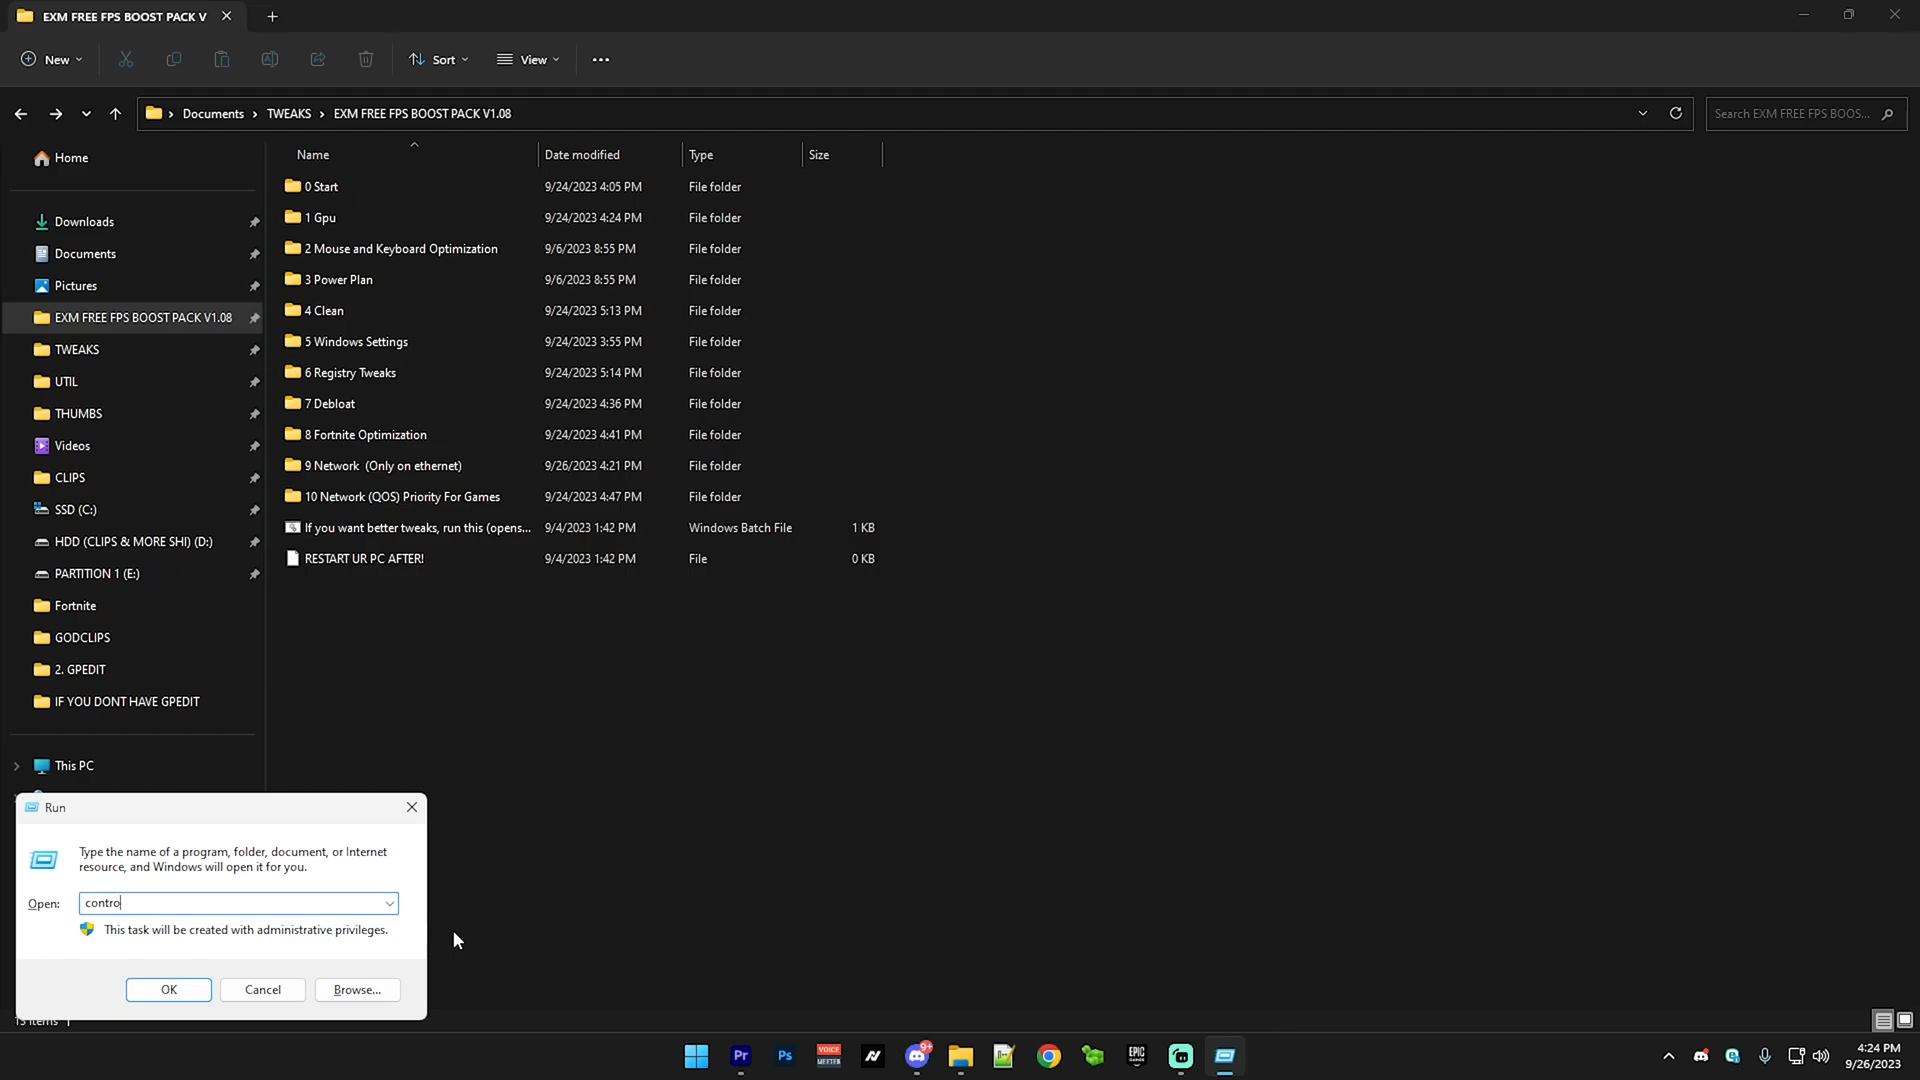 EXM FREE FPS BOOST PACK V
New
Sort
View
Documents > TWEAKS > EXM FREE FPS BOOST PACK V1.08
Search EXM FREE FPS BOOS...
Name Date modified Type Size
0 Start 9/24/2023 4:05 PM File folder
1 Gpu 9/24/2023 4:24 PM File folder
2 Mouse and Keyboard Optimization 9/6/2023 8:55 PM File folder
3 Power Plan 9/6/2023 8:55 PM File folder
4 Clean 9/24/2023 5:13 PM File folder
5 Windows Settings 9/24/2023 3:55 PM File folder
6 Registry Tweaks 9/24/2023 5:14 PM File folder
7 Debloat 9/24/2023 4:36 PM File folder
8 Fortnite Optimization 9/24/2023 4:41 PM File folder
9 Network (Only on ethernet) 9/26/2023 4:21 PM File folder
10 Network (QOS) Priority For Games 9/24/2023 4:47 PM File folder
If you want better tweaks, run this (opens... 9/4/2023 1:42 PM Windows Batch File 1 KB
RESTART UR PC AFTER! 9/4/2023 1:42 PM File 0 KB
Home
Downloads
Documents
Pictures
EXM FREE FPS BOOST PACK V1.08
TWEAKS
UTIL
THUMBS
Videos
CLIPS
SSD (C:)
HDD (CLIPS & MORE SHI) (D:)
PARTITION 1 (E:)
Fortnite
GODCLIPS
2. GPEDIT
IF YOU DONT HAVE GPEDIT
This PC
Run
Type the name of a program, folder, document, or Internet
resource, and Windows will open it for you.
Open: contro
This task will be created with administrative privileges.
OK Cancel Browse...
13 items
Pr
Ps
VOICE
MEETER
9+
EPIC
GAMES
4:24 PM
9/26/2023